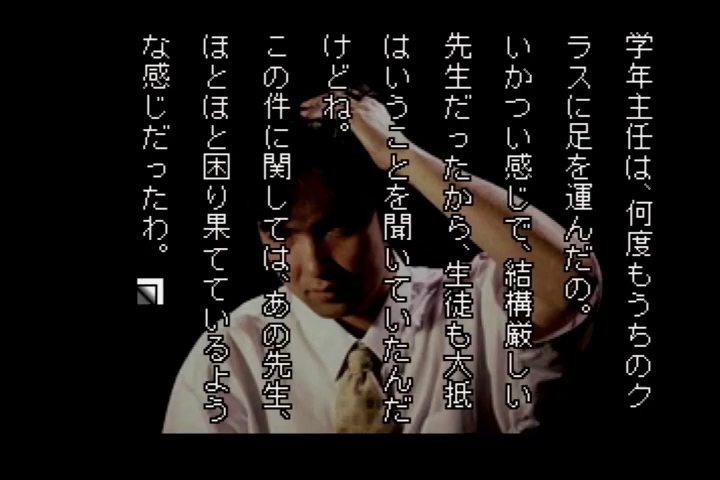 学年主任は、何度もうちのク
ラスに足を運んだの。
いかつい感じで、結構厳しい
先生だったから、生徒も大抵
はいうことを聞いていたんだ
けどね。
この件に関しては、あの先生、
ほとほと困り果てているよう
な感じだったわ。